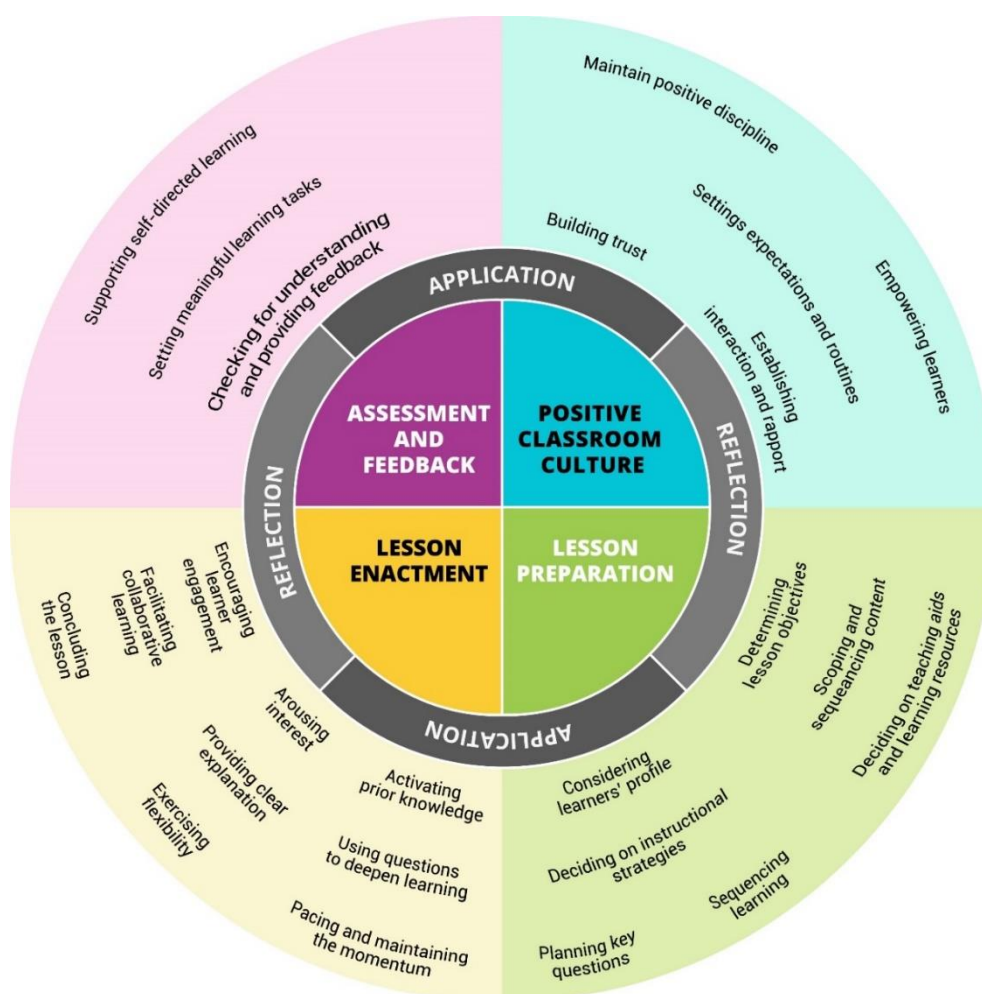 Supporting self-directed learning
Setting meaningful learning tasks
Checking for understanding
and providing feedback
Maintain positive discipline
Settings expectations and routines
Empowering learners
Building trust
Establishing
interaction and rapport
APPLICATION
REFLECTION
REFLECTION
APPLICATION
ASSESSMENT
AND
FEEDBACK
POSITIVE
CLASSROOM
CULTURE
LESSON
ENACTMENT
LESSON
PREPARATION
Encouraging
learner
engagement
Facilitating
collaborative
learning
Concluding
the lesson
Arousing
interest
Providing clear
explanation
Exercising
flexibility
Activating
prior knowledge
Using questions
to deepen learning
Pacing and maintaining
the momentum
Determining
lesson objectives
Scoping and
sequeancing content
Deciding on teaching aids
and learning resources
Considering
learners' profile
Deciding on instructional
strategies
Sequencing
learning
Planning key
questions